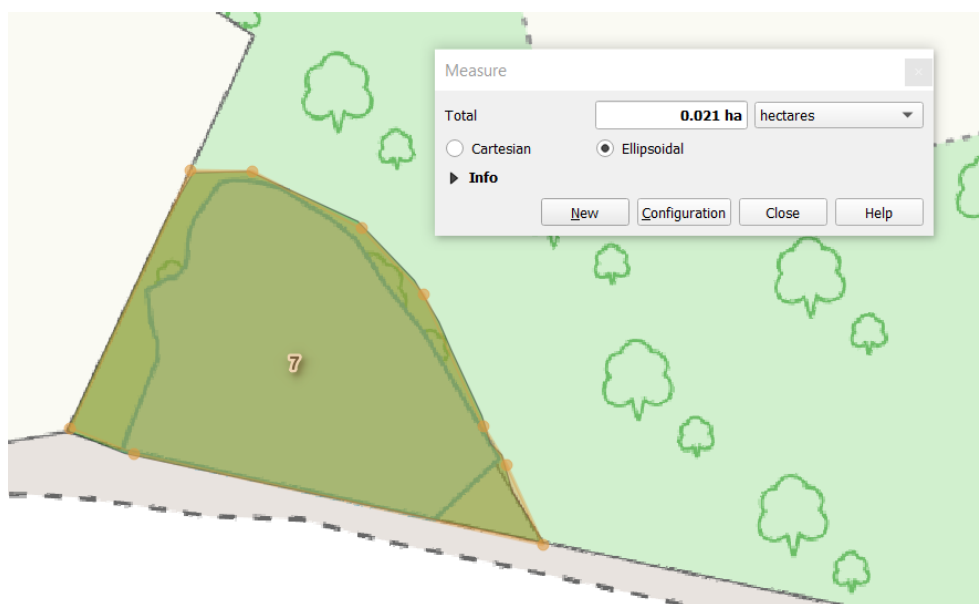 Measure
Total 0.021 ha hectares
Cartesian Ellipsoidal
Info
New Configuration Close Help
7